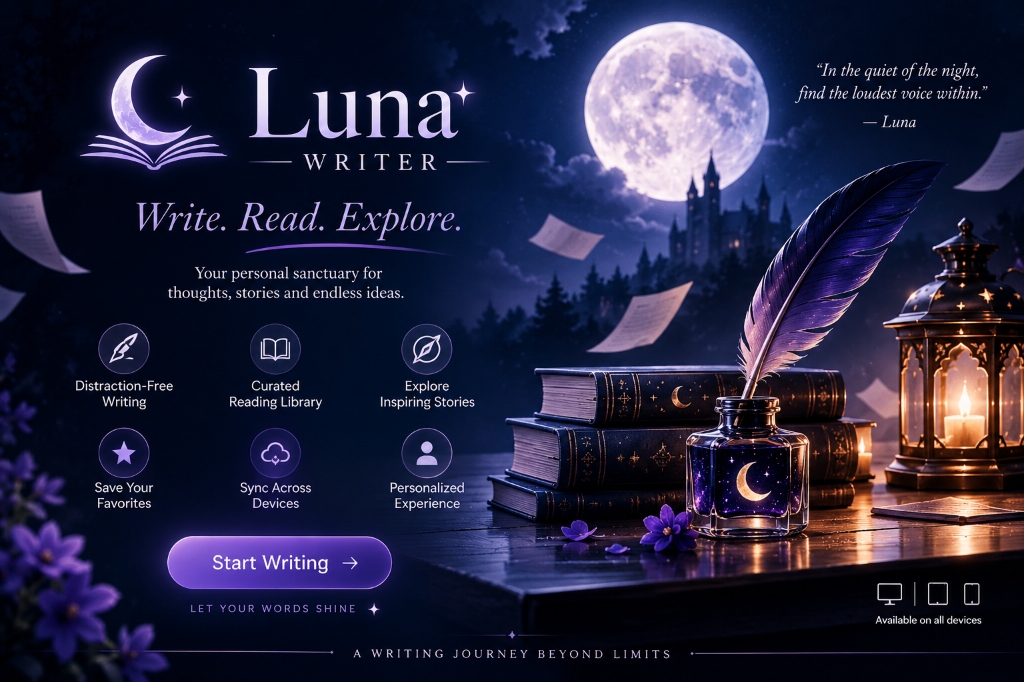 Luna
WRITER
Write. Read. Explore.
Your personal sanctuary for
thoughts, stories and endless ideas.
Distraction-Free
Writing
Curated
Reading Library
Explore
Inspiring Stories
Save Your
Favorites
Sync Across
Devices
Personalized
Experience
Start Writing →
LET YOUR WORDS SHINE
“In the quiet of the night,
find the loudest voice within.”
— Luna
Available on all devices
A WRITING JOURNEY BEYOND LIMITS